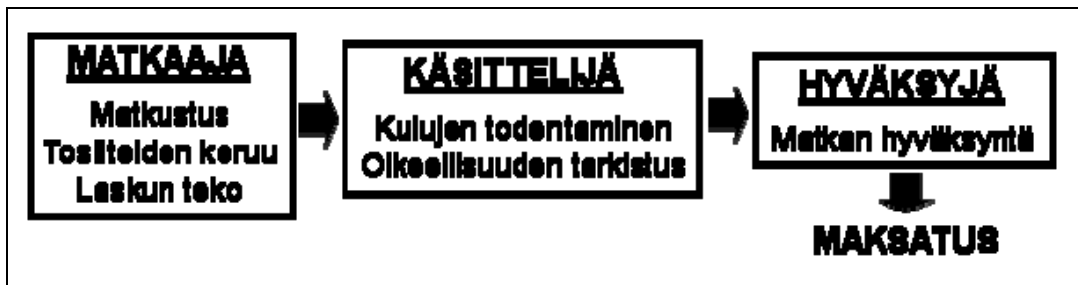 MATKAAJA
Matkustus
Tositteiden keruu
Laskun teko
KÄSITTELIJÄ
Kulujen todentaminen
Oikeellisuuden tarkistus
HYVÄKSYJÄ
Matkan hyväksyntä
MAKSATUS